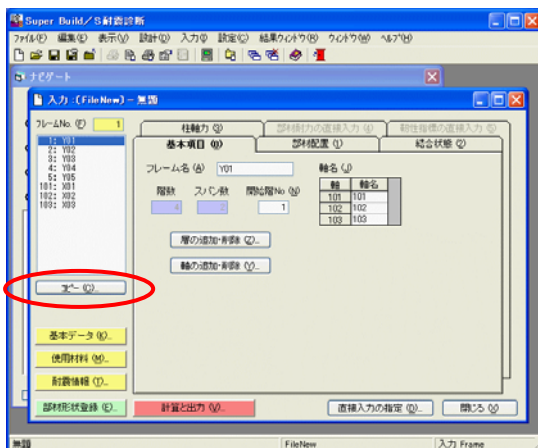 Super Build／S耐震診断
ﾌｧｲﾙ(F) 編集(E) 表示(V) 設計(D) 入力(I) 設定(C) 結果ｳｨﾝﾄﾞｳ(R) ｳｨﾝﾄﾞｳ(W) ﾍﾙﾌﾟ(H)
ナビゲート
入力 :(FileNew) - 無題
ﾌﾚｰﾑNo. (F) 1
柱軸力 (3) 部材耐力の直接入力 (4) 靭性指標の直接入力 (5)
基本項目 (0) 部材配置 (1) 結合状態 (2)
1: Y01
2: Y02
3: Y03
4: Y04
5: Y05
101: X01
102: X02
103: X03
フレーム名 (A) Y01
軸名 (J)
階数 スパン数 開始階No (N)
4 2 1
軸 軸名
101 101
102 102
103 103
層の追加・削除 (Z)...
軸の追加・削除 (Y)...
ｺﾋﾟｰ (C)...
基本データ (K)...
使用材料 (M)...
耐震情報 (T)...
部材形状登録 (E)...
計算と出力 (V)...
直接入力の指定 (D)...
閉じる (X)
無題 FileNew 入力 Frame